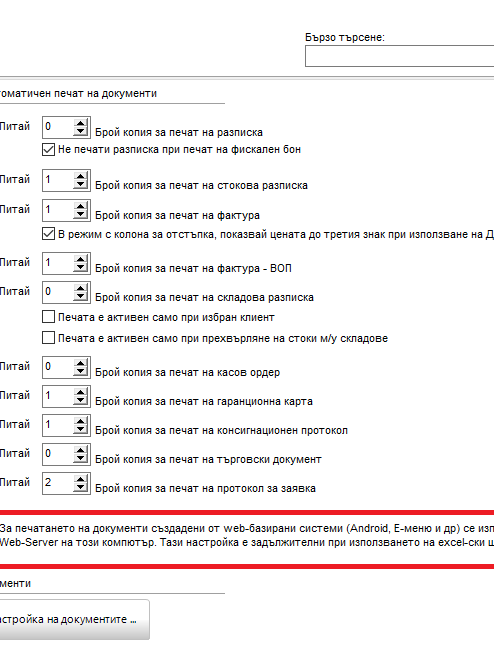 Бързо търсене:
томатичен печат на документи
Питай 0 Брой копия за печат на разписка
Не печати разписка при печат на фискален бон
Питай 1 Брой копия за печат на стокова разписка
Питай 1 Брой копия за печат на фактура
В режим с колона за отстъпка, показвай цената до третия знак при използване на Д
Питай 1 Брой копия за печат на фактура - ВОП
Питай 0 Брой копия за печат на складова разписка
Печата е активен само при избран клиент
Печата е активен само при прехвърляне на стоки м/у складове
Питай 0 Брой копия за печат на касов ордер
Питай 1 Брой копия за печат на гаранционна карта
Питай 1 Брой копия за печат на консигнационен протокол
Питай 0 Брой копия за печат на търговски документ
Питай 2 Брой копия за печат на протокол за заявка
За печатането на документи създадени от web-базирани системи (Android, Е-меню и др) се изп
Web-Server на този компютър. Тази настройка е задължителни при използването на excel-ски ш
менти
стройка на документите ...